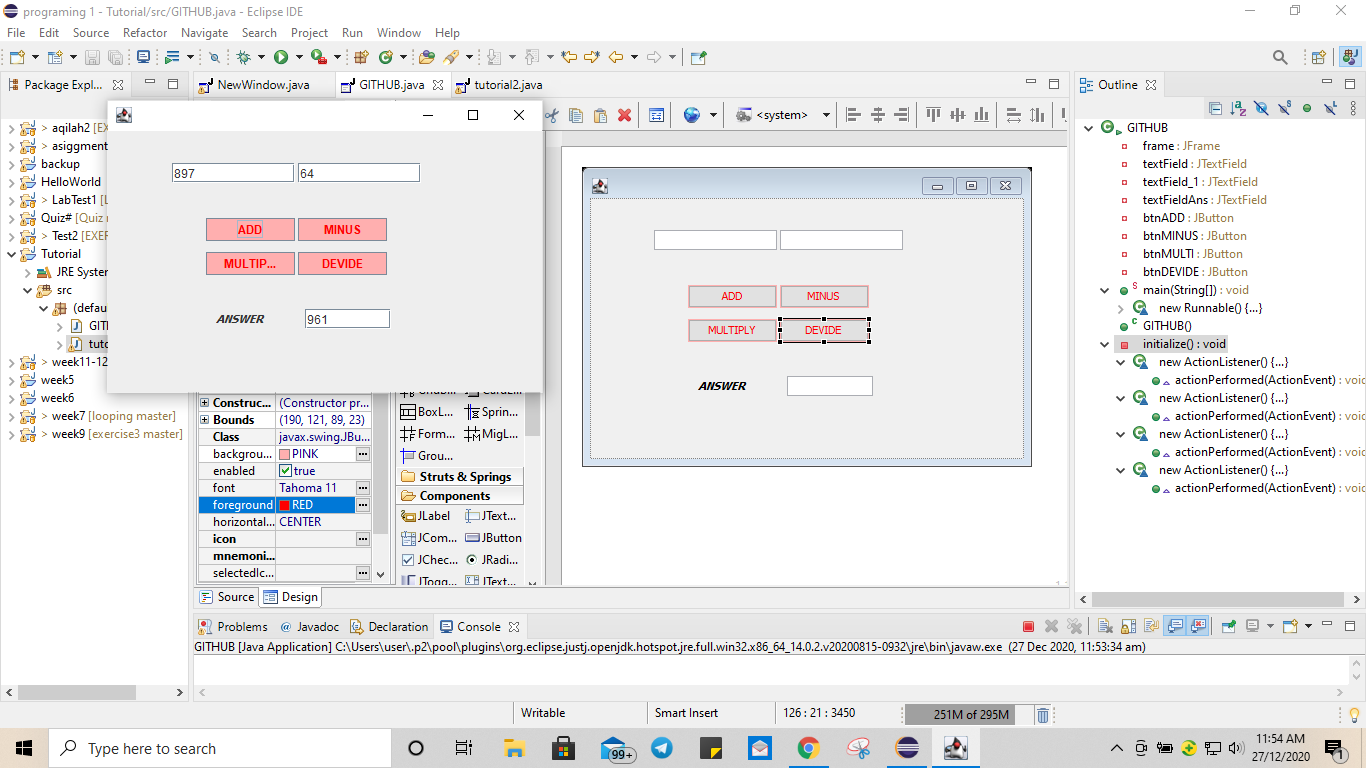 programing 1 - Tutorial/src/GITHUB.java - Eclipse IDE
File Edit Source Refactor Navigate Search Project Run Window Help
Package Expl...
NewWindow.java
GITHUB.java
tutorial2.java
Outline
<system>
> aqilah2 [EX
> asiggment
backup
HelloWorld
> LabTest1 [L
Quiz# [Quiz
> Test2 [EXER
Tutorial
JRE System
src
(defau
GIT
tuto
> week11-12
week5
week6
> week7 [looping master]
> week9 [exercise3 master]
897
64
ADD
MINUS
MULTIP...
DEVIDE
ANSWER
961
ADD
MINUS
MULTIPLY
DEVIDE
ANSWER
Construc... (Constructor pr...
Bounds (190, 121, 89, 23)
Class javax.swing.JBu...
backgrou... PINK
enabled true
font Tahoma 11
foreground RED
horizontal... CENTER
icon
mnemoni...
selectedIc...
BoxL...
Sprin...
Form...
MigL...
Grou...
Struts & Springs
Components
JLabel
JText...
JCom...
JButton
JChec...
JRadi...
JTogg...
JText...
Source
Design
GITHUB
frame : JFrame
textField : JTextField
textField_1 : JTextField
textFieldAns : JTextField
btnADD : JButton
btnMINUS : JButton
btnMULTI : JButton
btnDEVIDE : JButton
main(String[]) : void
new Runnable() {...}
GITHUB()
initialize() : void
new ActionListener() {...}
actionPerformed(ActionEvent) : void
new ActionListener() {...}
actionPerformed(ActionEvent) : void
new ActionListener() {...}
actionPerformed(ActionEvent) : void
new ActionListener() {...}
actionPerformed(ActionEvent) : void
Problems
@ Javadoc
Declaration
Console
GITHUB [Java Application] C:\Users\user\.p2\pool\plugins\org.eclipse.justj.openjdk.hotspot.jre.full.win32.x86_64_14.0.2.v20200815-0932\jre\bin\javaw.exe (27 Dec 2020, 11:53:34 am)
Writable
Smart Insert
126 : 21 : 3450
251M of 295M
Type here to search
99+
11:54 AM
27/12/2020
1